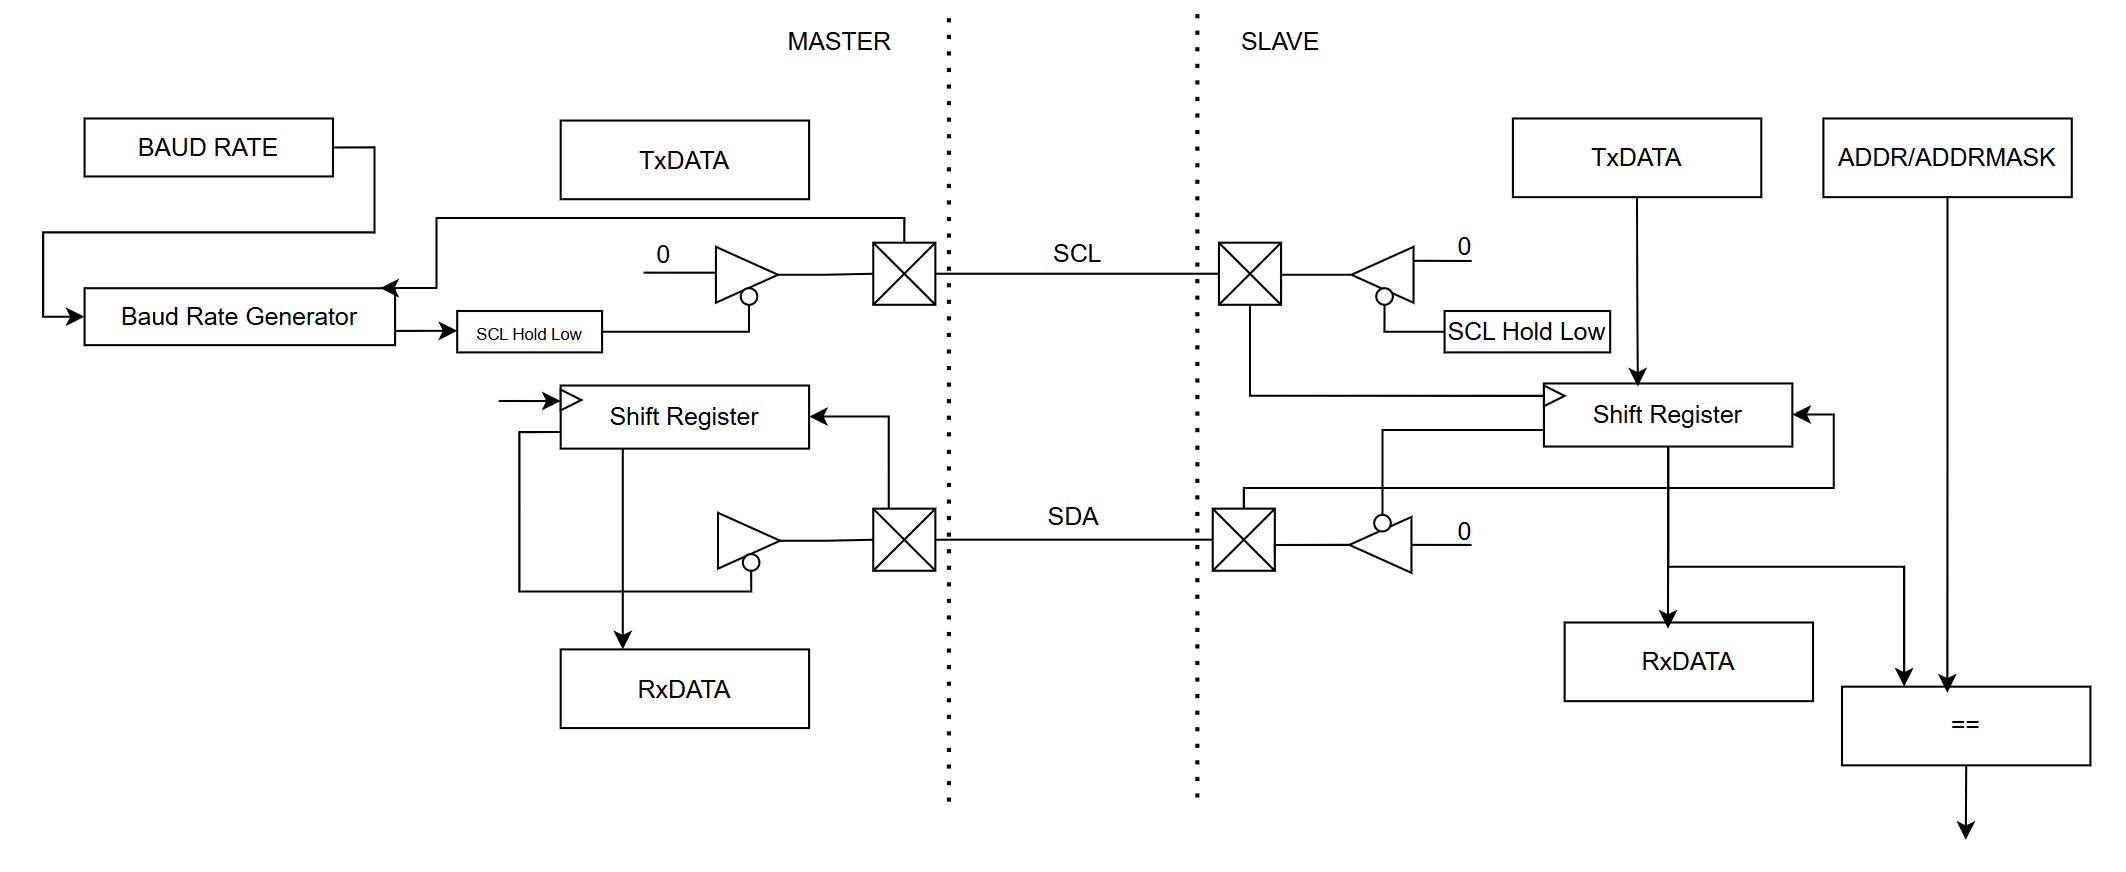 MASTER
SLAVE
BAUD RATE
TxDATA
TxDATA
ADDR/ADDRMASK
0
SCL
0
Baud Rate Generator
SCL Hold Low
SCL Hold Low
Shift Register
Shift Register
SDA
0
RxDATA
RxDATA
==